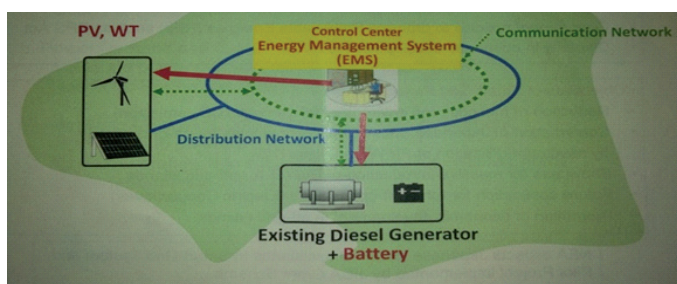 PV, WT
Control Center
Energy Management System
(EMS)
Communication Network
Distribution Network
Existing Diesel Generator
+ Battery